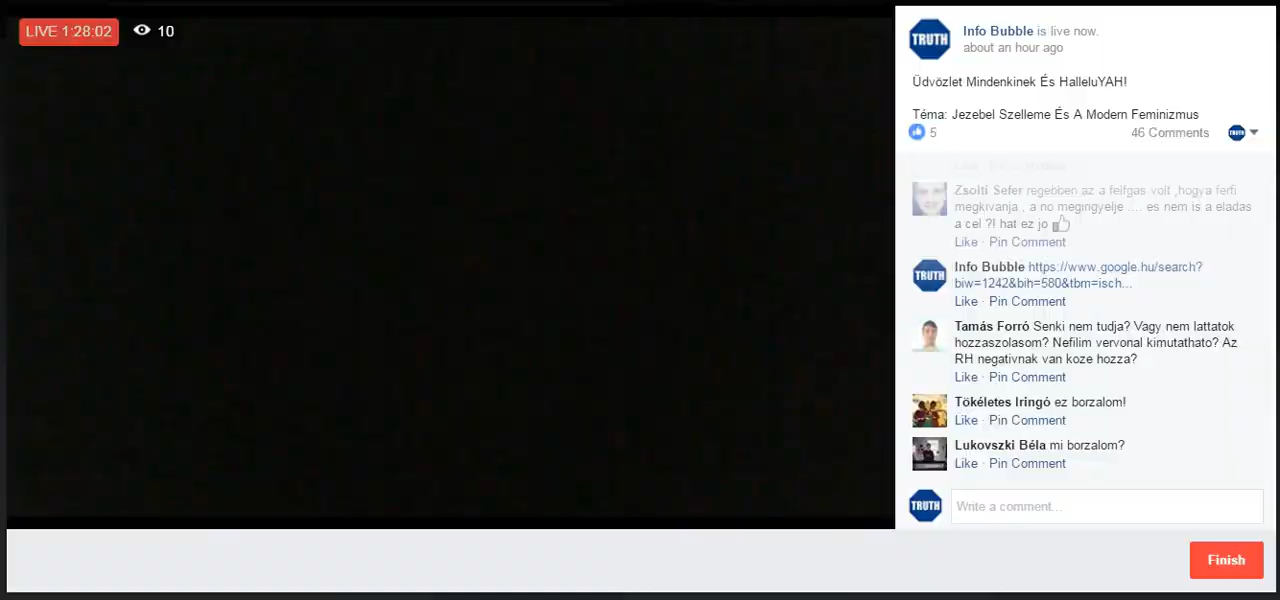 LIVE 1:28:02 10
TRUTH
Info Bubble is live now.
about an hour ago
Üdvözlet Mindenkinek És HalleluYAH!
Téma: Jezebel Szelleme És A Modern Feminizmus
5 46 Comments TRUTH
Zsolti Sefer regebben az a felfgas volt ,hogya ferfi
megkivanja , a no megirigyelje .... es nem is a eladas
a cel ?! hat ez jo
Like · Pin Comment
TRUTH
Info Bubble https://www.google.hu/search?
biw=1242&bih=580&tbm=isch...
Like · Pin Comment
Tamás Forró Senki nem tudja? Vagy nem lattatok
hozzaszolasom? Nefilim vervonal kimutathato? Az
RH negativnak van koze hozza?
Like · Pin Comment
Tökéletes Iringó ez borzalom!
Like · Pin Comment
Lukovszki Béla mi borzalom?
Like · Pin Comment
TRUTH
Write a comment...
Finish